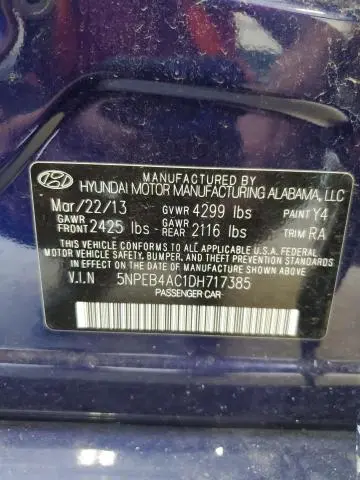 MANUFACTURED BY
HYUNDAI MOTOR MANUFACTURING ALABAMA, LLC
Mar/22/13 GVWR 4299 lbs PAINT Y4
GAWR FRONT 2425 lbs GAWR REAR 2116 lbs TRIM RA
THIS VEHICLE CONFORMS TO ALL APPLICABLE U.S.A. FEDERAL
MOTOR VEHICLE SAFETY, BUMPER, AND THEFT PREVENTION
STANDARDS IN EFFECT ON THE DATE OF MANUFACTURE SHOWN ABOVE.
V.I.N 5NPEB4AC1DH717385
PASSENGER CAR